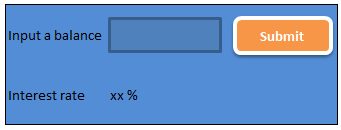 Input a balance Submit
Interest rate xx %